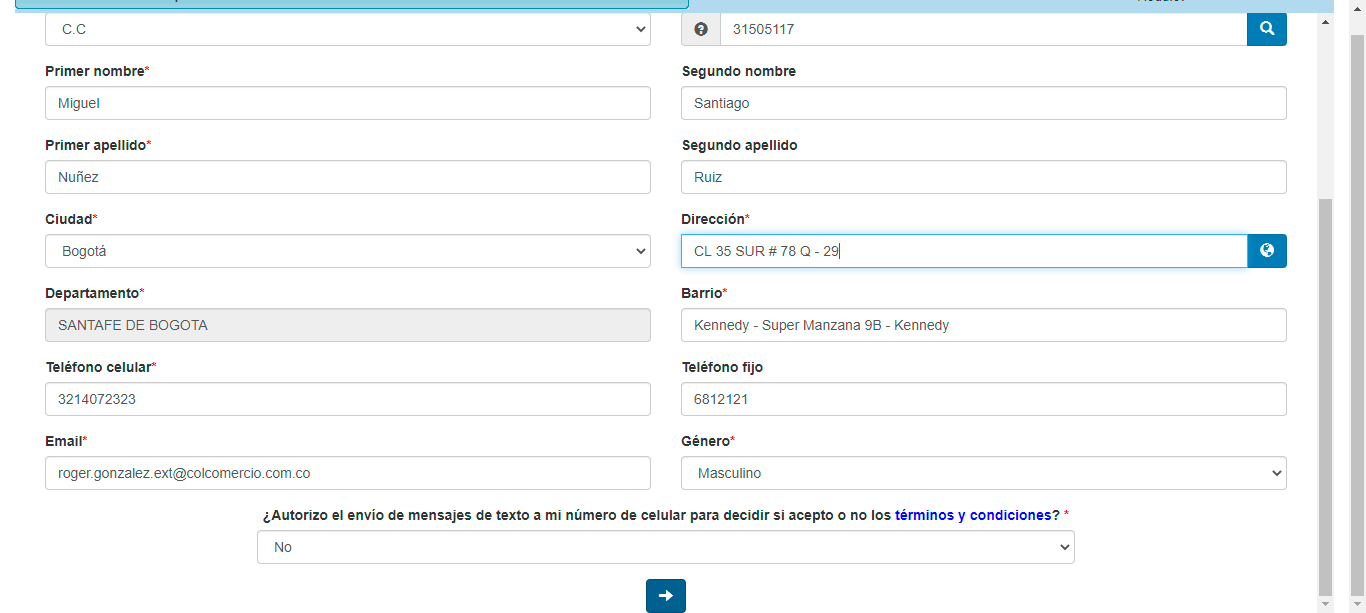 C.C
31505117
Primer nombre*
Segundo nombre
Miguel
Santiago
Primer apellido*
Segundo apellido
Nuñez
Ruiz
Ciudad*
Dirección*
Bogotá
CL 35 SUR # 78 Q - 29
Departamento*
Barrio*
SANTAFE DE BOGOTA
Kennedy - Super Manzana 9B - Kennedy
Teléfono celular*
Teléfono fijo
3214072323
6812121
Email*
Género*
roger.gonzalez.ext@colcomercio.com.co
Masculino
¿Autorizo el envío de mensajes de texto a mi número de celular para decidir si acepto o no los términos y condiciones? *
No